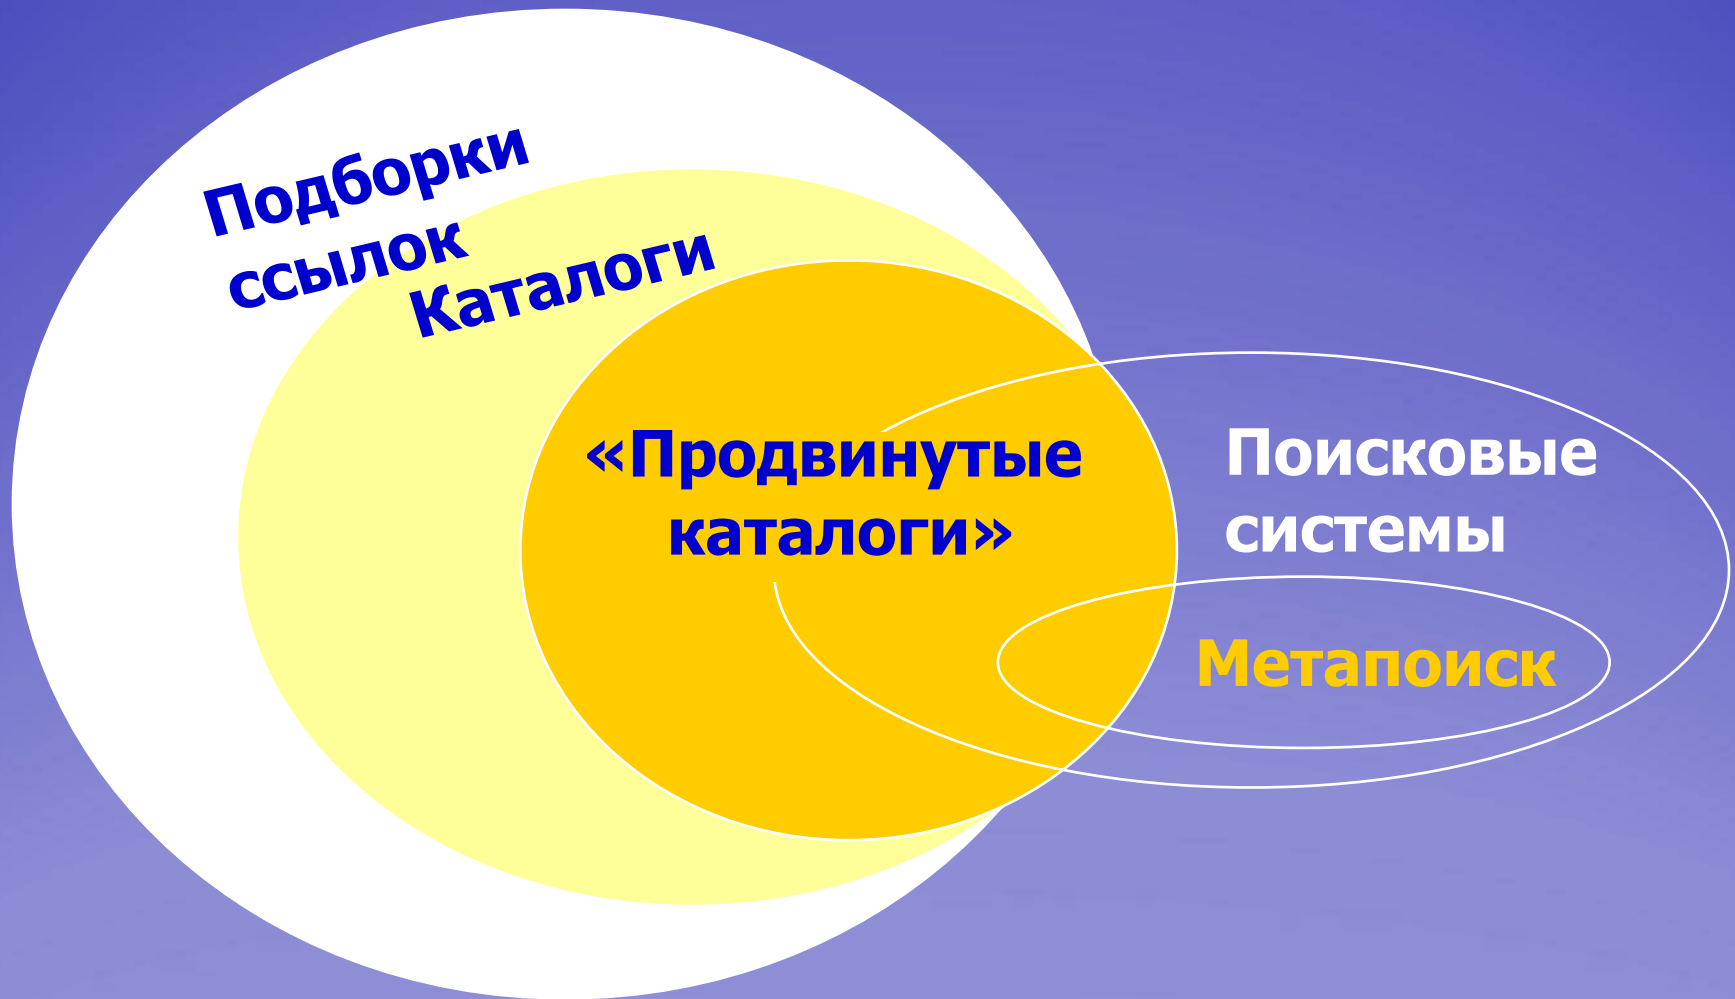 Подборки
ссылок
Каталоги
«Продвинутые
каталоги»
Поисковые
системы
Метапоиск